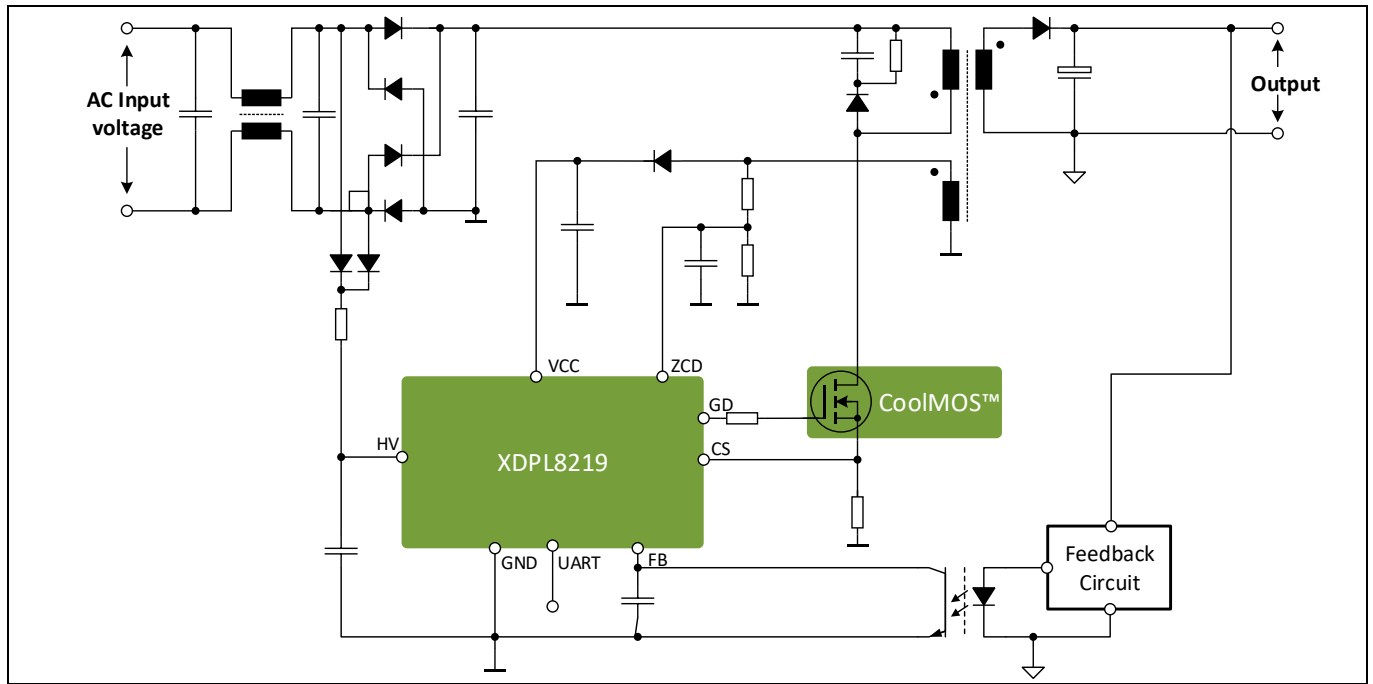 AC Input
voltage
Output
VCC
ZCD
GD
CoolMOS™
HV
XDPL8219
CS
GND
UART
FB
Feedback
Circuit